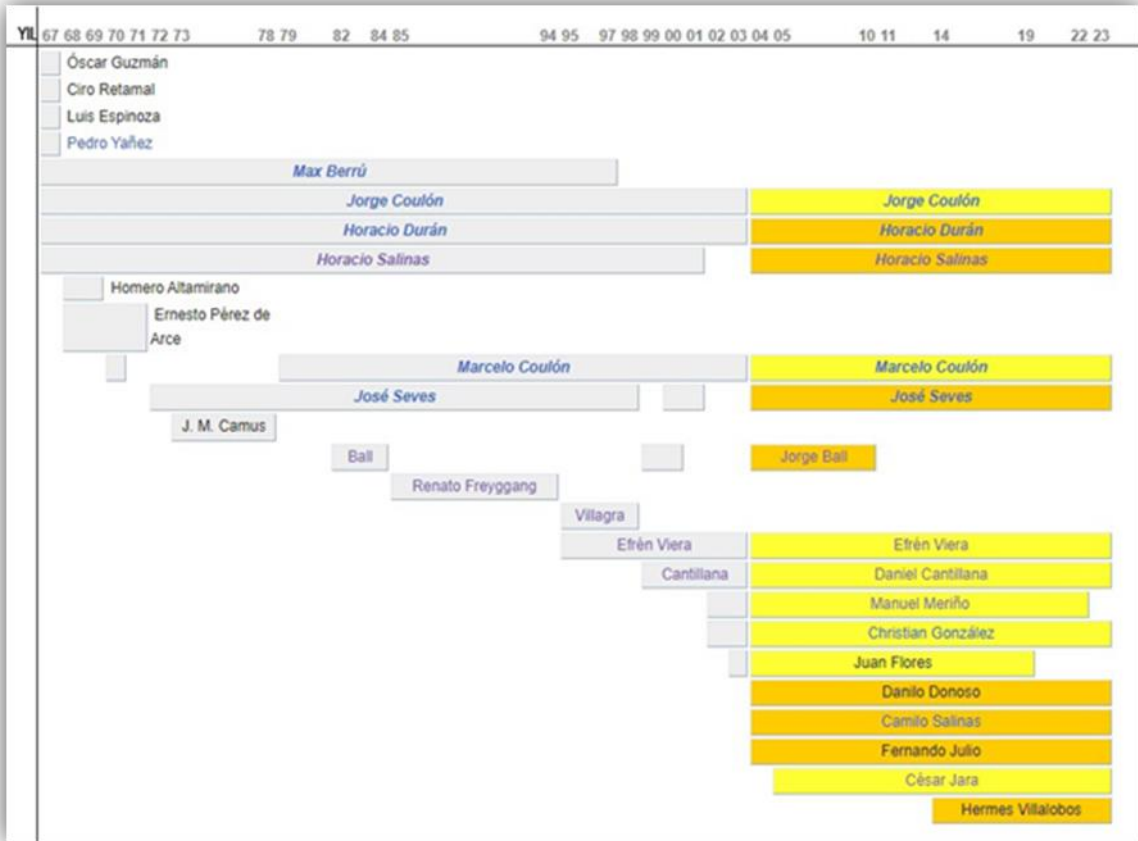 YIL 67 68 69 70 71 72 73 78 79 82 84 85 94 95 97 98 99 00 01 02 03 04 05 10 11 14 19 22 23
Óscar Guzmán
Ciro Retamal
Luis Espinoza
Pedro Yañez
Max Berrú
Jorge Coulón Jorge Coulón
Horacio Durán Horacio Durán
Horacio Salinas Horacio Salinas
Homero Altamirano
Ernesto Pérez de
Arce
Marcelo Coulón Marcelo Coulón
José Seves José Seves
J. M. Camus
Ball Jorge Ball
Renato Freyggang
Villagra
Efrén Viera Efrén Viera
Cantillana Daniel Cantillana
Manuel Meriño
Christian González
Juan Flores
Danilo Donoso
Camilo Salinas
Fernando Julio
César Jara
Hermes Villalobos